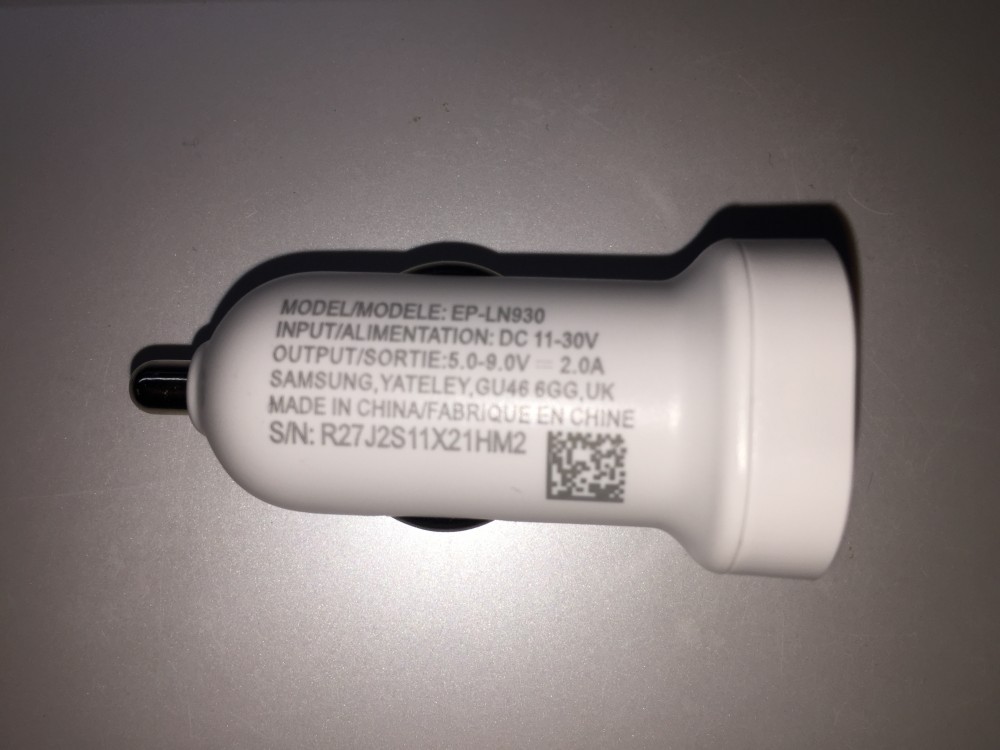 MODEL/MODELE: EP-LN930
INPUT/ALIMENTATION: DC 11-30V
OUTPUT/SORTIE:5.0-9.0V ⎓ 2.0A
SAMSUNG,YATELEY,GU46 6GG,UK
MADE IN CHINA/FABRIQUE EN CHINE
S/N: R27J2S11X21HM2